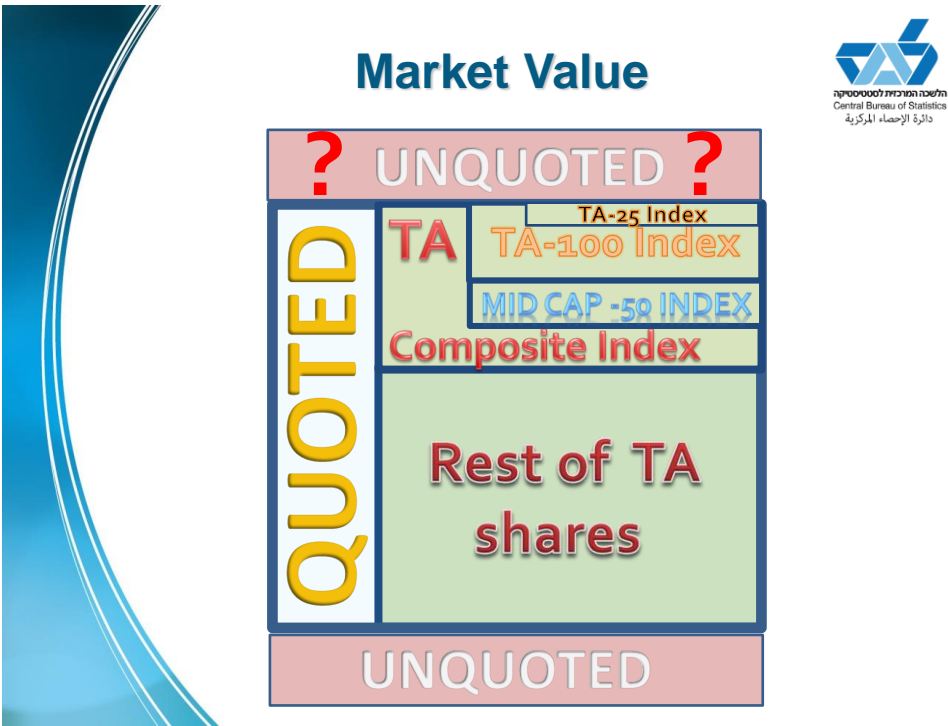 Market Value
הלשכה המרכזית לסטטיסטיקה
Central Bureau of Statistics
دائرة الإحصاء المركزية
? UNQUOTED ?
QUOTED
TA
TA-25 Index
TA-100 Index
MID CAP -50 INDEX
Composite Index
Rest of TA
shares
UNQUOTED